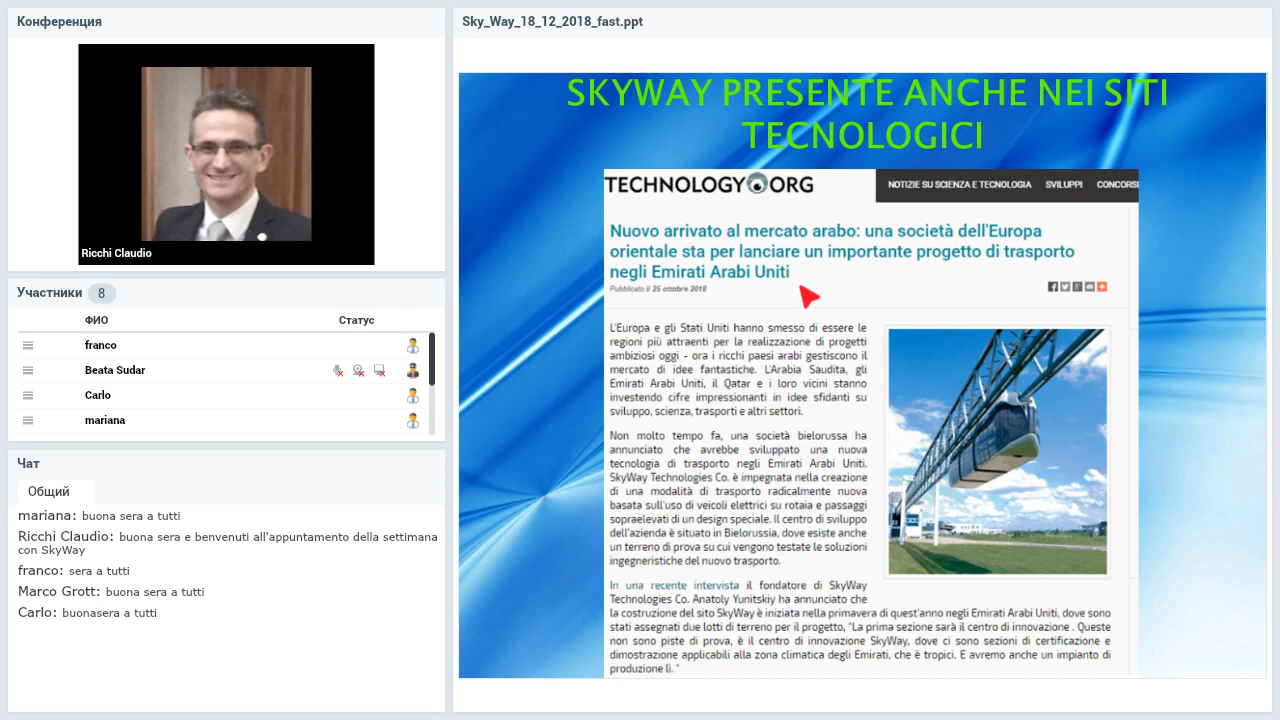 Конференция
Ricchi Claudio
Участники 8
ФИО Статус
franco
Beata Sudar
Carlo
mariana
Чат
Общий
mariana: buona sera a tutti
Ricchi Claudio: buona sera e benvenuti all'appuntamento della settimana
con SkyWay
franco: sera a tutti
Marco Grott: buona sera a tutti
Carlo: buonasera a tutti
Sky_Way_18_12_2018_fast.ppt
SKYWAY PRESENTE ANCHE NEI SITI
TECNOLOGICI
TECHNOLOGY ORG
NOTIZIE SU SCIENZA E TECNOLOGIA SVILUPPI CONCORSI
Nuovo arrivato al mercato arabo: una società dell'Europa
orientale sta per lanciare un importante progetto di trasporto
negli Emirati Arabi Uniti
Pubblicato il 25 ottobre 2018
L'Europa e gli Stati Uniti hanno smesso di essere le
regioni più attraenti per la realizzazione di progetti
ambiziosi oggi - ora i ricchi paesi arabi gestiscono il
mercato di idee fantastiche. L'Arabia Saudita, gli
Emirati Arabi Uniti, il Qatar e i loro vicini stanno
investendo cifre impressionanti in idee sfidanti su
sviluppo, scienza, trasporti e altri settori.
Non molto tempo fa, una società bielorussa ha
annunciato che avrebbe sviluppato una nuova
tecnologia di trasporto negli Emirati Arabi Uniti.
SkyWay Technologies Co. è impegnata nella creazione
di una modalità di trasporto radicalmente nuova
basata sull'uso di veicoli elettrici su rotaia e passaggi
sopraelevati di un design speciale. Il centro di sviluppo
dell'azienda è situato in Bielorussia, dove esiste anche
un terreno di prova su cui vengono testate le soluzioni
ingegneristiche del nuovo trasporto.
In una recente intervista il fondatore di SkyWay
Technologies Co. Anatoly Yunitskiy ha annunciato che
la costruzione del sito SkyWay è iniziata nella primavera di quest'anno negli Emirati Arabi Uniti, dove sono
stati assegnati due lotti di terreno per il progetto, "La prima sezione sarà il centro di innovazione . Queste
non sono piste di prova, è il centro di innovazione SkyWay, dove ci sono sezioni di certificazione e
dimostrazione applicabili alla zona climatica degli Emirati, che è tropici. E avremo anche un impianto di
produzione lì. "